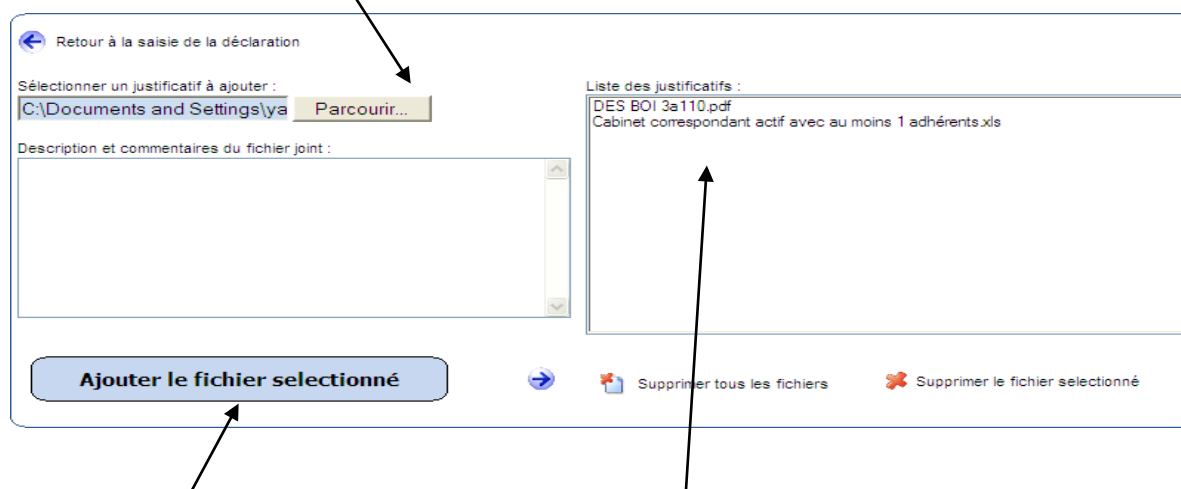 Retour à la saisie de la déclaration
Sélectionner un justificatif à ajouter :
C:\Documents and Settings\ya
Parcourir...
Description et commentaires du fichier joint :
Liste des justificatifs :
DES BOI 3a110.pdf
Cabinet correspondant actif avec au moins 1 adhérents.xls
Ajouter le fichier selectionné
Supprimer tous les fichiers
Supprimer le fichier selectionné